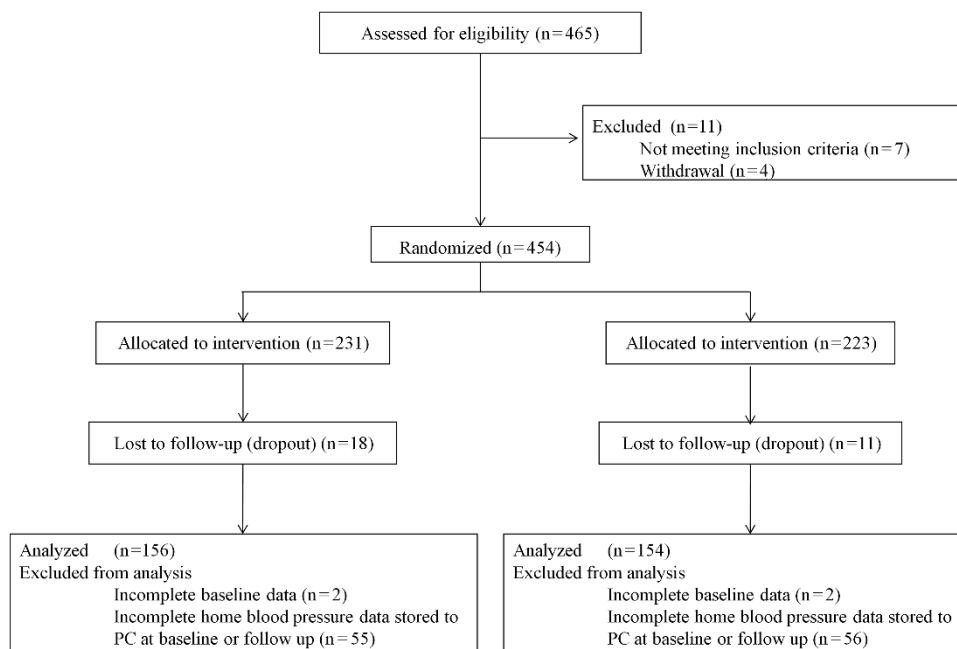 Assessed for eligibility (n=465)
Excluded (n=11)
Not meeting inclusion criteria (n=7)
Withdrawal (n=4)
Randomized (n=454)
Allocated to intervention (n=231)
Allocated to intervention (n=223)
Lost to follow-up (dropout) (n=18)
Lost to follow-up (dropout) (n=11)
Analyzed (n=156)
Excluded from analysis
Incomplete baseline data (n=2)
Incomplete home blood pressure data stored to
PC at baseline or follow up (n=55)
Analyzed (n=154)
Excluded from analysis
Incomplete baseline data (n=2)
Incomplete home blood pressure data stored to
PC at baseline or follow up (n=56)